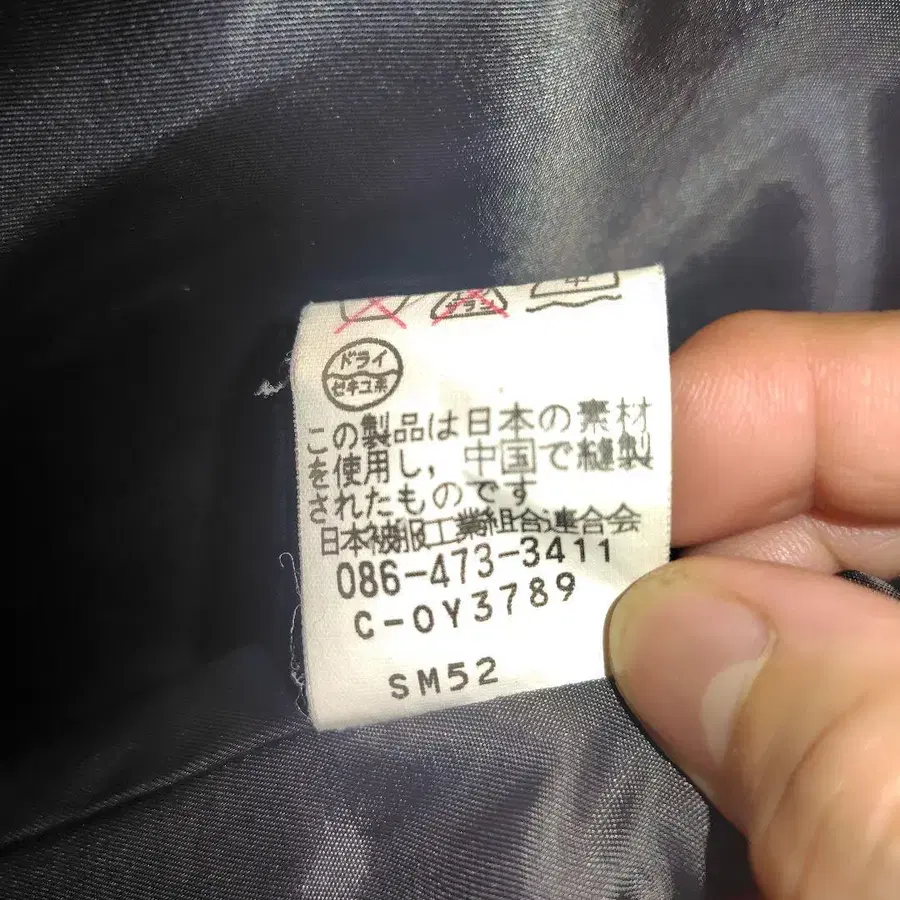 ドライ
セキユ系
この製品は日本の素材
を使用し，中国で縫製
されたものです
日本被服工業組合連合会
086-473-3411
C-0Y3789
SM52